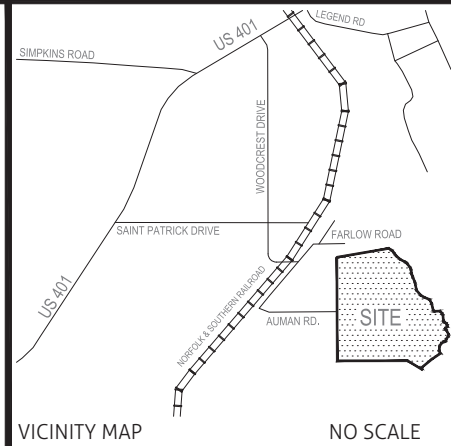 LEGEND RD
US 401
SIMPKINS ROAD
WOODCREST DRIVE
SAINT PATRICK DRIVE
FARLOW ROAD
US 401
NORFOLK & SOUTHERN RAILROAD
AUMAN RD.
SITE
VICINITY MAP
NO SCALE